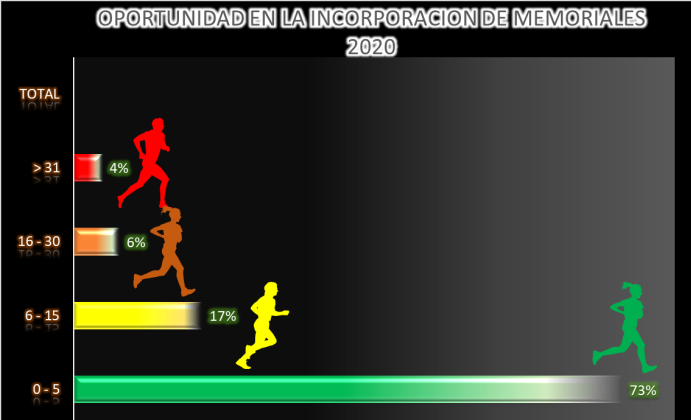 OPORTUNIDAD EN LA INCORPORACION DE MEMORIALES
2020
TOTAL
> 31
4%
16 - 30
6%
6 - 15
17%
0 - 5
73%